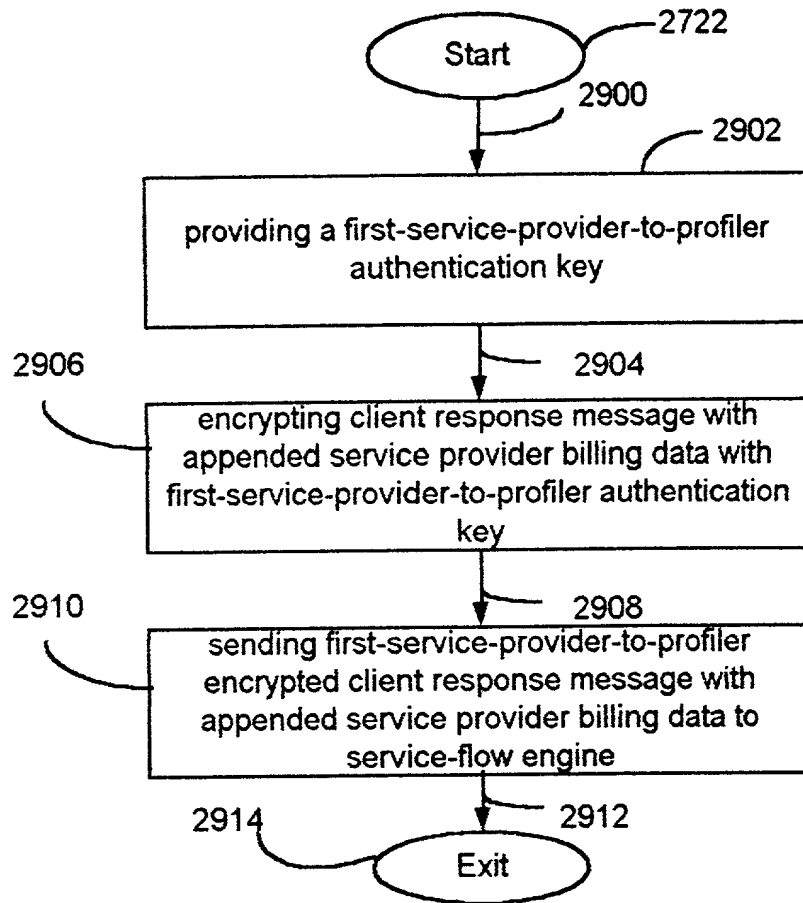 2722
Start
2900
2902
providing a first-service-provider-to-profiler
authentication key
2904
2906
encrypting client response message with
appended service provider billing data with
first-service-provider-to-profiler authentication
key
2908
2910
sending first-service-provider-to-profiler
encrypted client response message with
appended service provider billing data to
service-flow engine
2912
2914
Exit